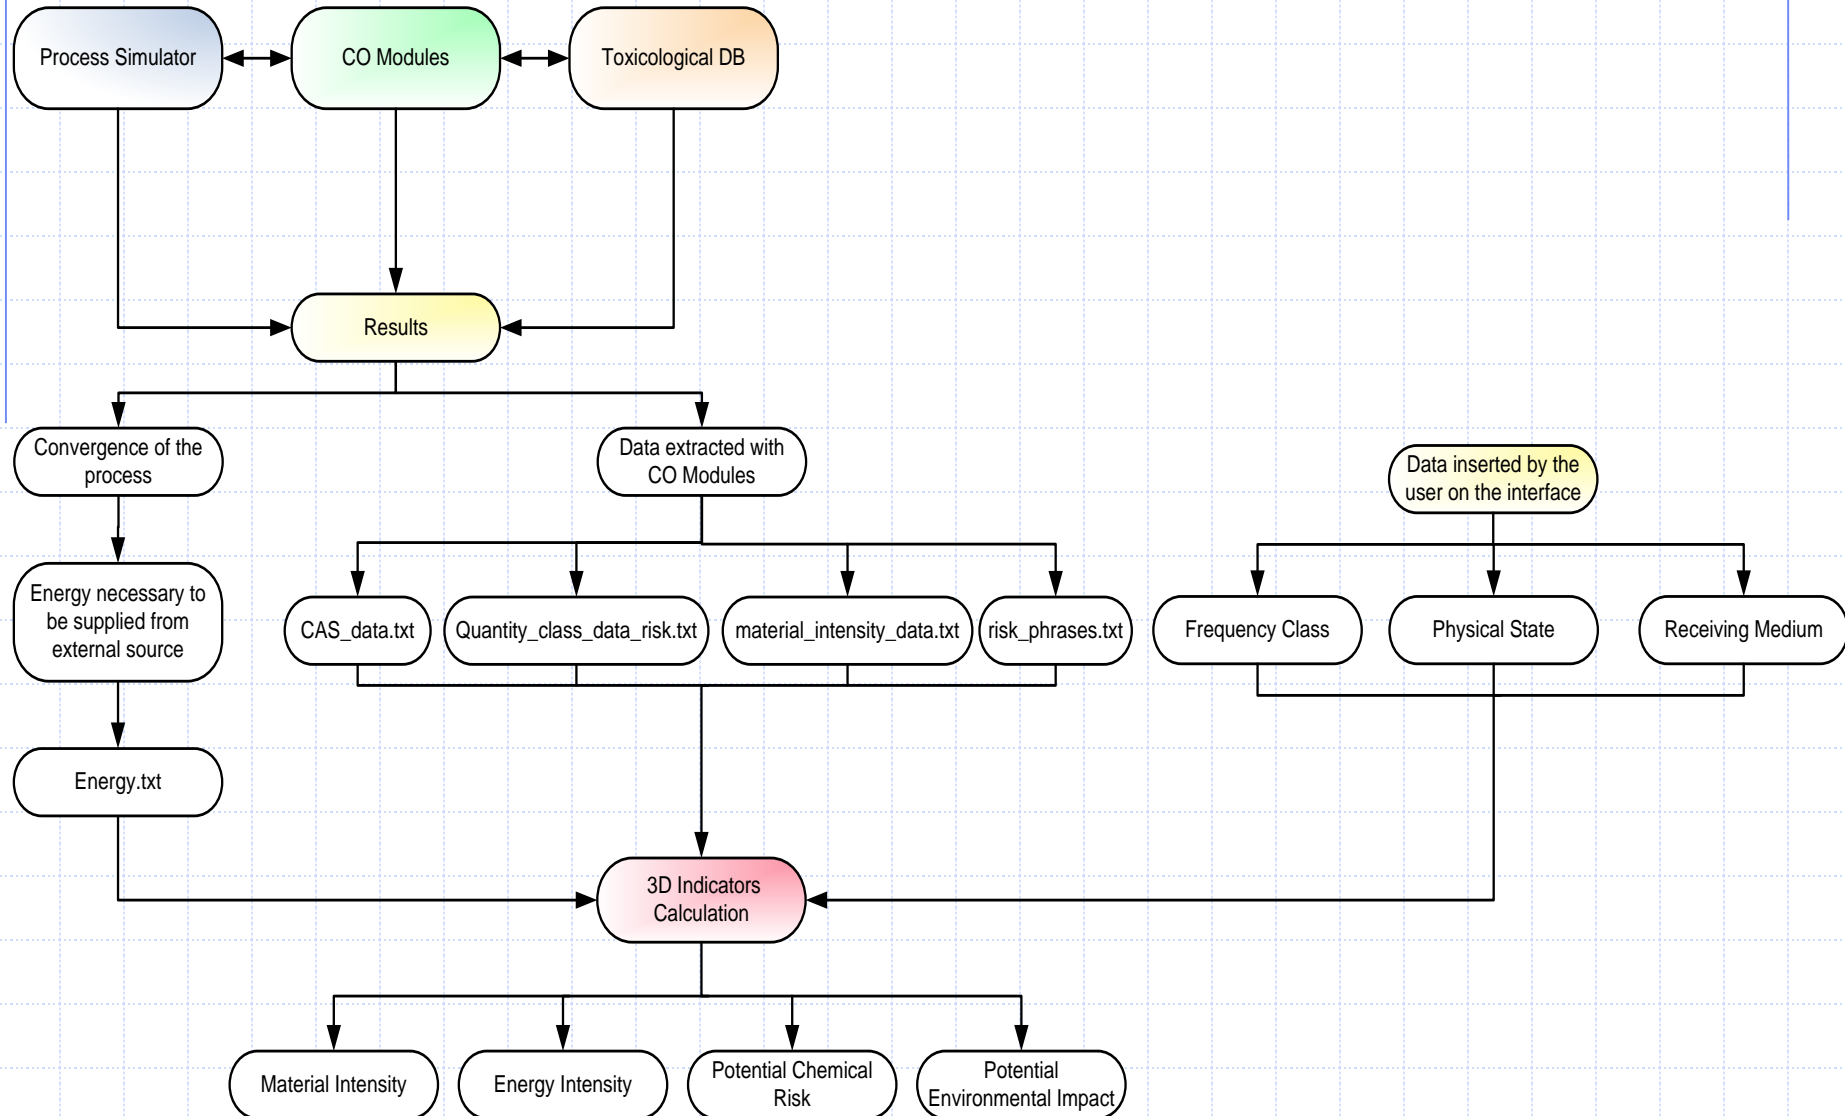 Process Simulator
CO Modules
Toxicological DB
Results
Convergence of the
process
Data extracted with
CO Modules
Data inserted by the
user on the interface
Energy necessary to
be supplied from
external source
CAS_data.txt
Quantity_class_data_risk.txt
material_intensity_data.txt
risk_phrases.txt
Frequency Class
Physical State
Receiving Medium
Energy.txt
3D Indicators
Calculation
Material Intensity
Energy Intensity
Potential Chemical
Risk
Potential
Environmental Impact